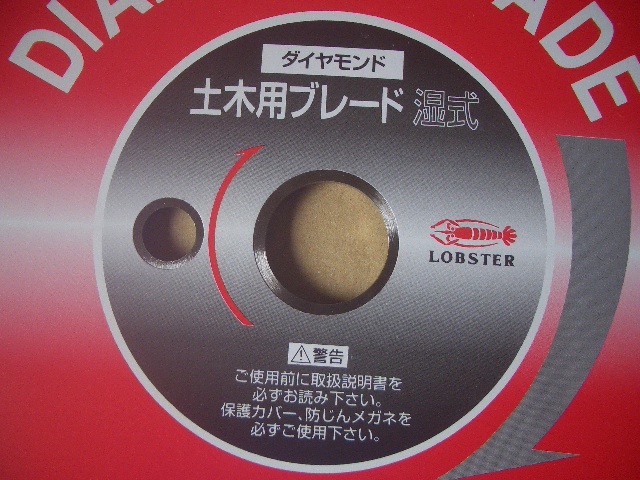 DIA
ADE
ダイヤモンド
土木用ブレード 湿式
LOBSTER
警告
ご使用前に取扱説明書を
必ずお読み下さい。
保護カバー、防じんメガネを
必ずご使用下さい。